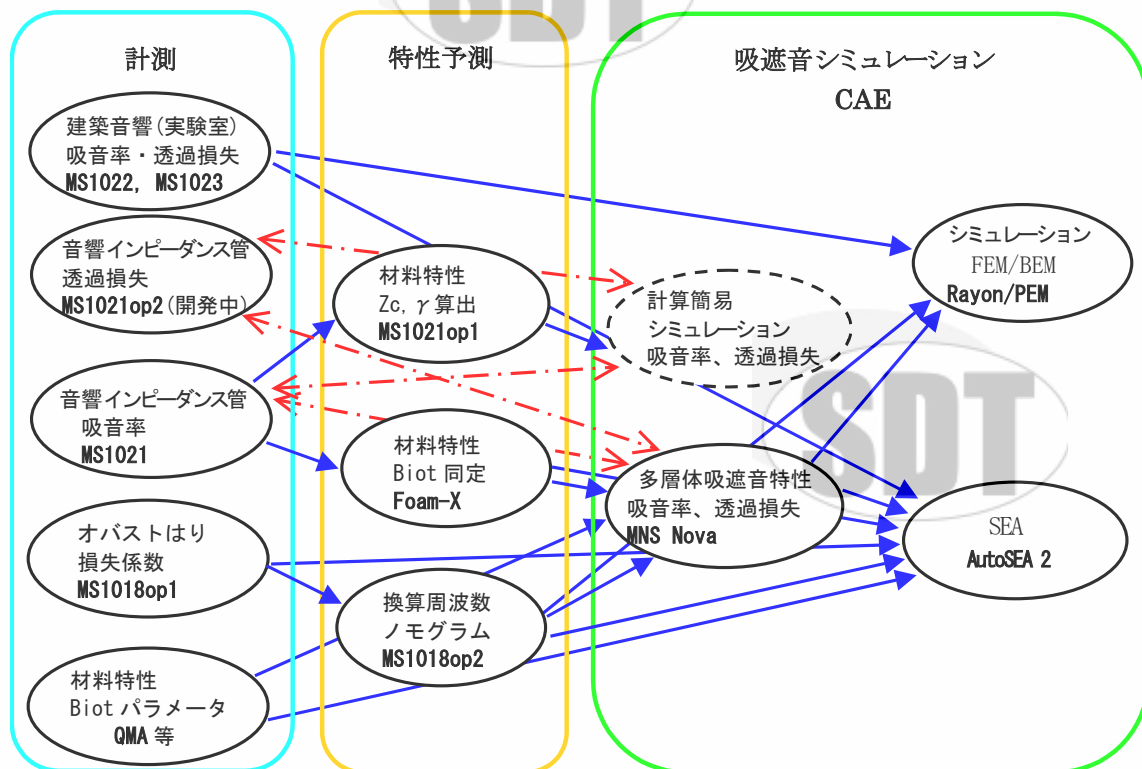 SDT
計測
建築音響(実験室)
吸音率・透過損失
MS1022, MS1023
音響インピーダンス管
透過損失
MS1021op2(開発中)
音響インピーダンス管
吸音率
MS1021
オバストはり
損失係数
MS1018op1
材料特性
Biot パラメータ
QMA 等
特性予測
材料特性
Zc, γ 算出
MS1021op1
材料特性
Biot 同定
Foam-X
換算周波数
ノモグラム
MS1018op2
吸遮音シミュレーション
CAE
計算簡易
シミュレーション
吸音率、透過損失
多層体吸遮音特性
吸音率、透過損失
MNS Nova
シミュレーション
FEM/BEM
Rayon/PEM
SDT
SEA
AutoSEA 2